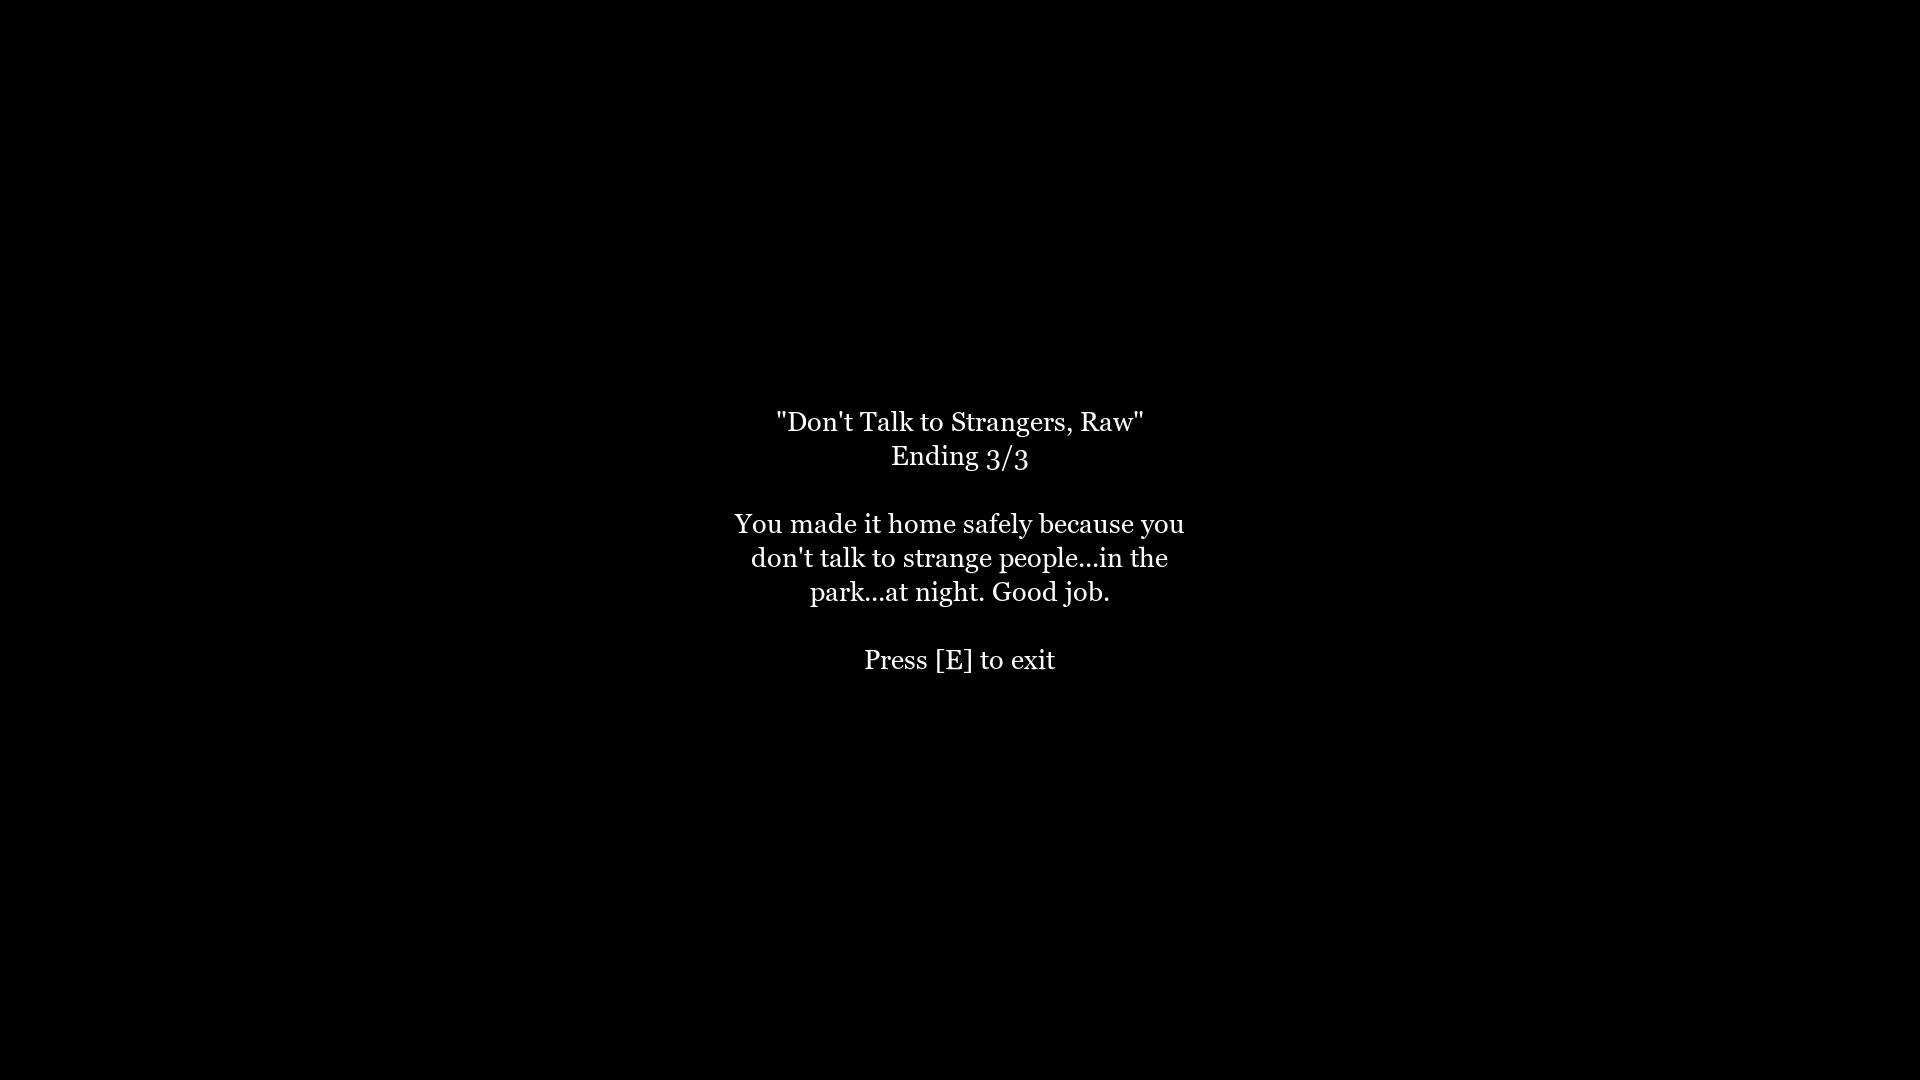 "Don't Talk to Strangers, Raw"
Ending 3/3
You made it home safely because you
don't talk to strange people...in the
park...at night. Good job.
Press [E] to exit